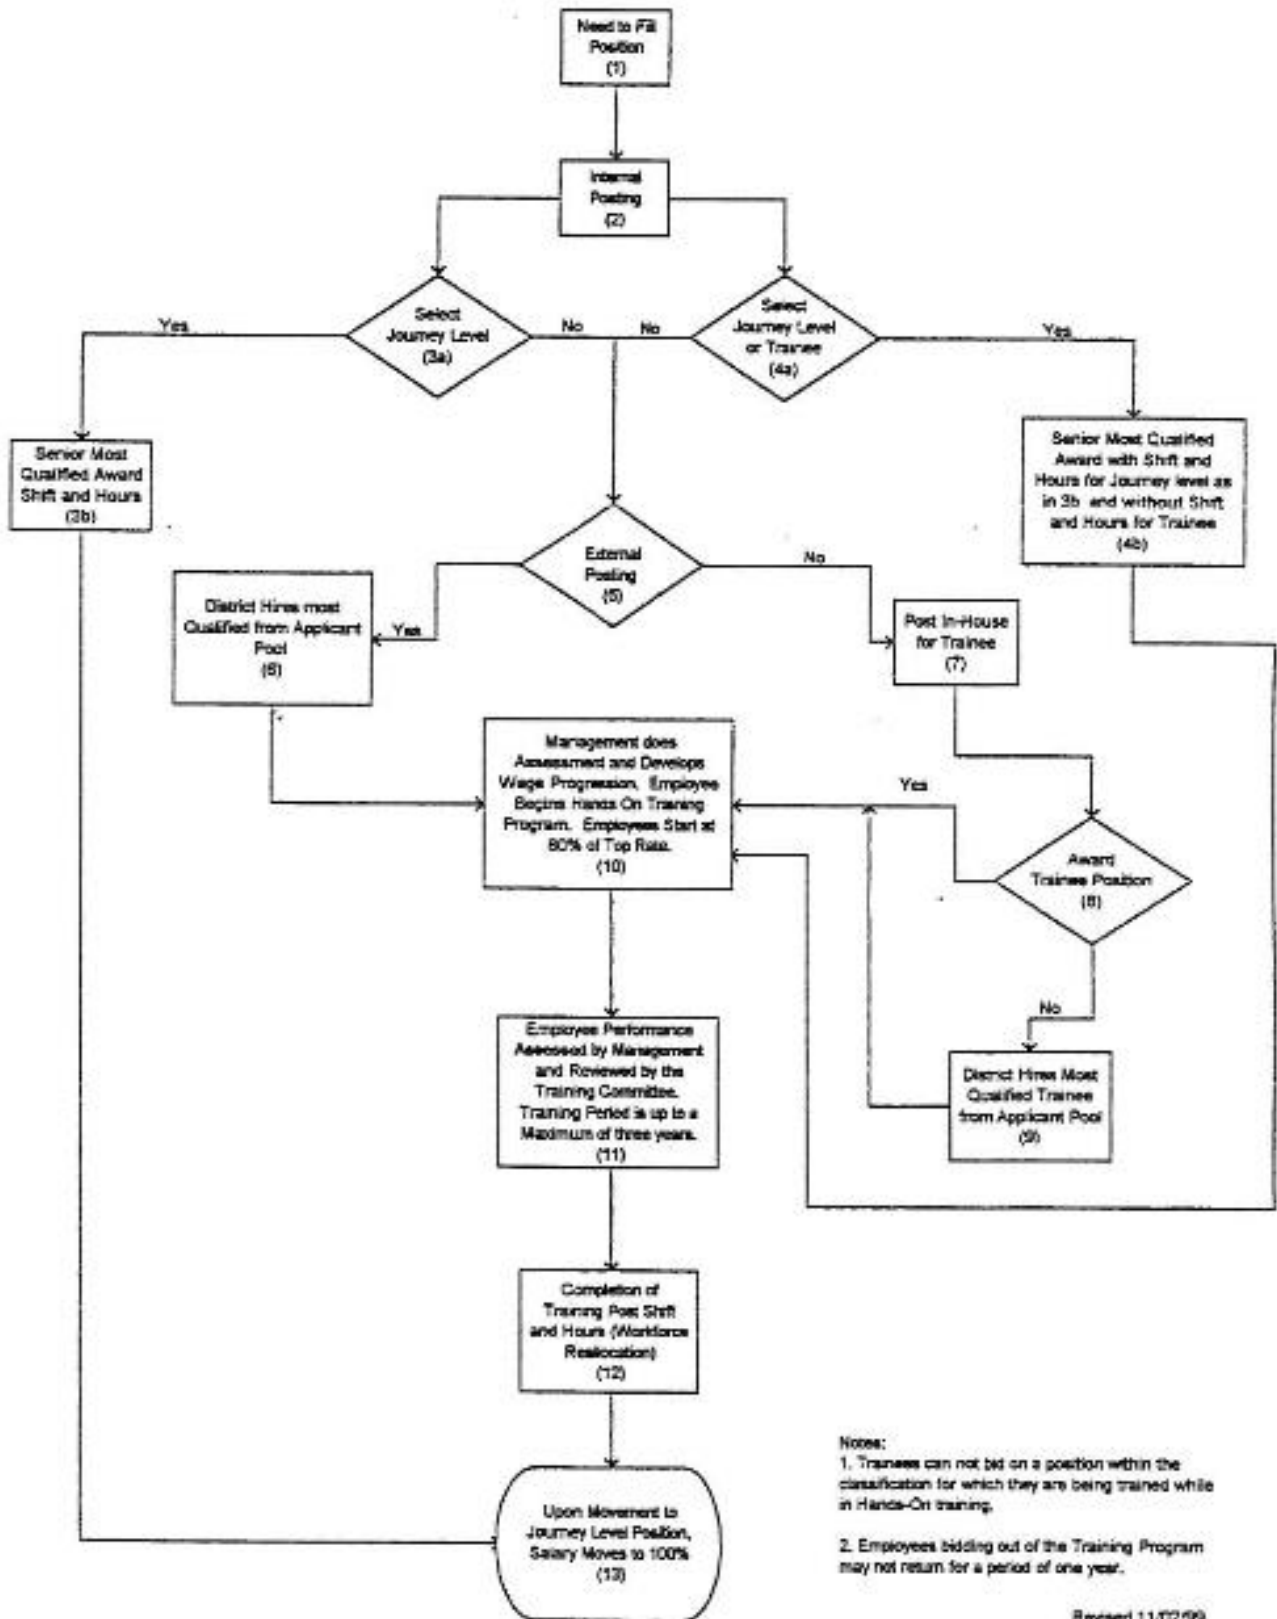 Need to Fill
Position
(1)
Internal
Posting
(2)
Select
Journey Level
(3a)
Select
Journey Level
or Trainee
(4a)
Yes
No
No
Yes
Senior Most
Qualified Award
Shift and Hours
(3b)
Senior Most Qualified
Award with Shift and
Hours for Journey level as
in 3b and without Shift
and Hours for Trainee
(4b)
External
Posting
(5)
Yes
No
District Hires most
Qualified from Applicant
Pool
(6)
Post In-House
for Trainee
(7)
Management does
Assessment and Develops
Wage Progression. Employee
Begins Hands On Training
Program. Employees Start at
80% of Top Rate.
(10)
Yes
Award
Trainee Position
(8)
No
District Hires Most
Qualified Trainee
from Applicant Pool
(9)
Employee Performance
Assessed by Management
and Reviewed by the
Training Committee.
Training Period is up to a
Maximum of three years.
(11)
Completion of
Training Post Shift
and Hours (Workforce
Reallocation)
(12)
Upon Movement to
Journey Level Position,
Salary Moves to 100%
(13)
Notes:
1. Trainees can not bid on a position within the
classification for which they are being trained while
in Hands-On training.
2. Employees bidding out of the Training Program
may not return for a period of one year.
Revised 11/02/99